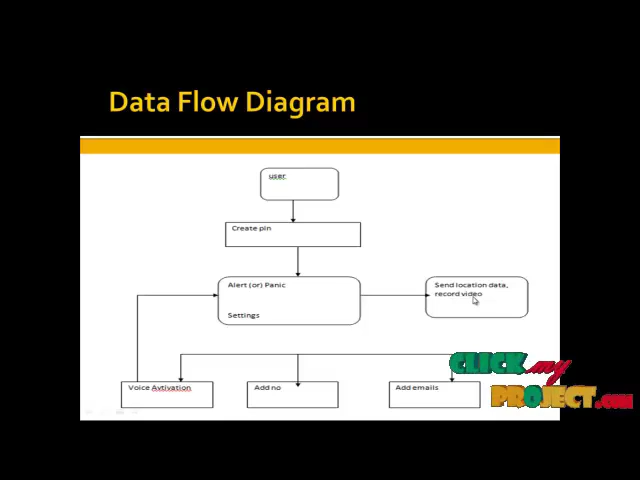 Data Flow Diagram
user
Create pin
Alert (or) Panic
Send location data,
record video
Settings
Voice Avtivation
Add no
Add emails
CLICK my
PROJECT.COM